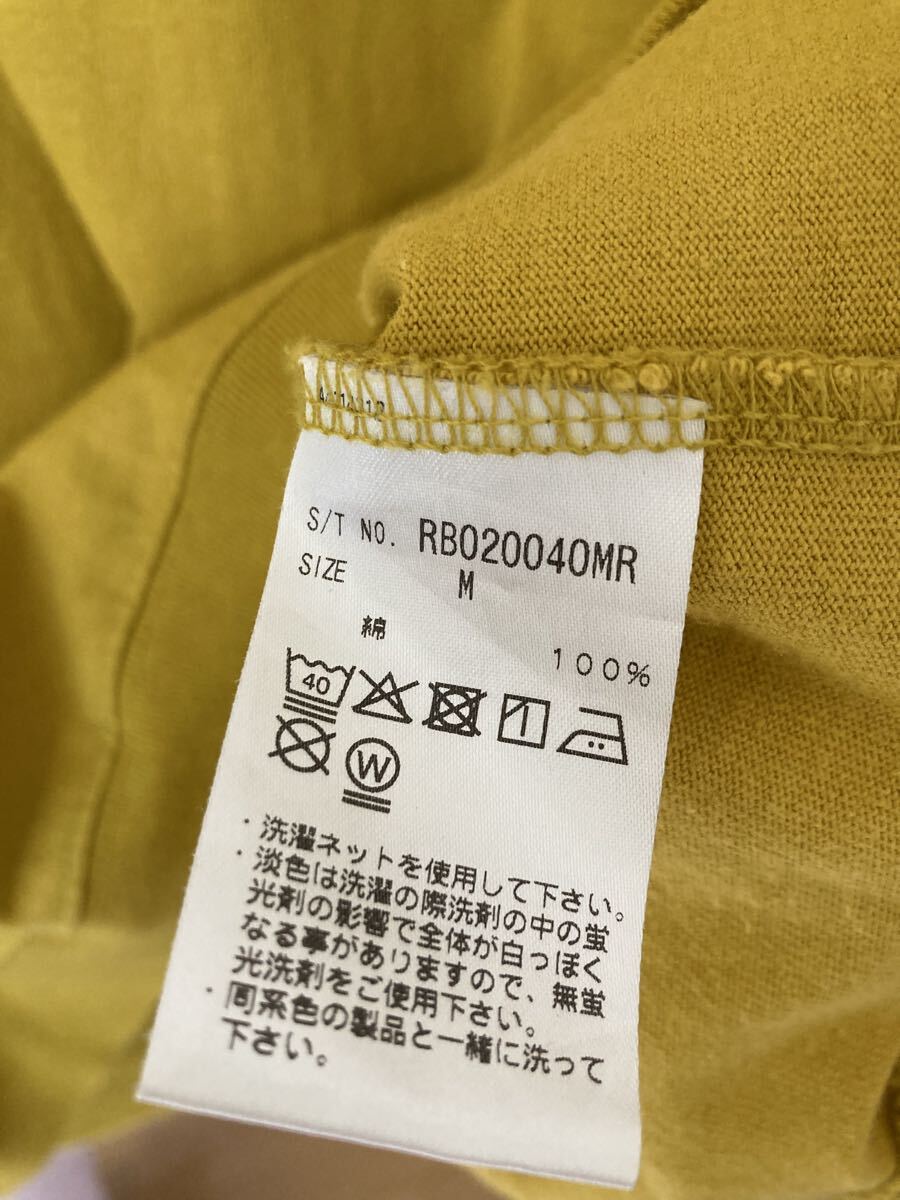 S/T NO. RB020040MR
SIZE M
綿 100%
40
W
・洗濯ネットを使用して下さい。
・淡色は洗濯の際洗剤の中の蛍
光剤の影響で全体が白っぽく
なる事がありますので、無蛍
光洗剤をご使用下さい。
・同系色の製品と一緒に洗って
下さい。